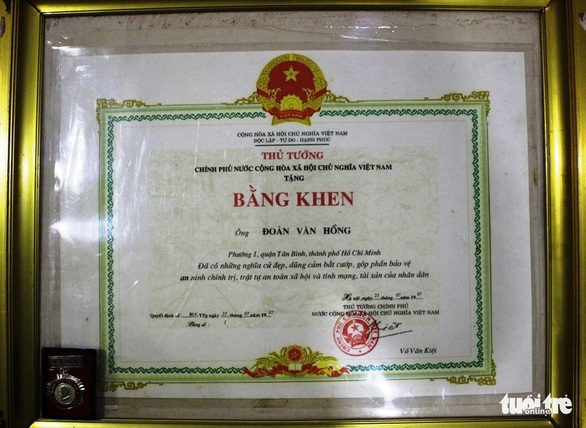 CỘNG HÒA XÃ HỘI CHỦ NGHĨA VIỆT NAM
ĐỘC LẬP - TỰ DO - HẠNH PHÚC
THỦ TƯỚNG
CHÍNH PHỦ NƯỚC CỘNG HÒA XÃ HỘI CHỦ NGHĨA VIỆT NAM
TẶNG
BẰNG KHEN
Ông ĐOÀN VĂN HỒNG
Phường 1, quận Tân Bình, thành phố Hồ Chí Minh
Đã có những nghĩa cử đẹp, dũng cảm bắt cướp, góp phần bảo vệ
an ninh chính trị, trật tự an toàn xã hội và tính mạng, tài sản của nhân dân
Hà nội, ngày 19
THỦ TƯỚNG CHÍNH PHỦ
NƯỚC CỘNG HÒA XÃ HỘI CHỦ NGHĨA VIỆT NAM
Quyết định số TTg ngày 19
Bảng số :
Võ Văn Kiệt
tuổi trẻ
online